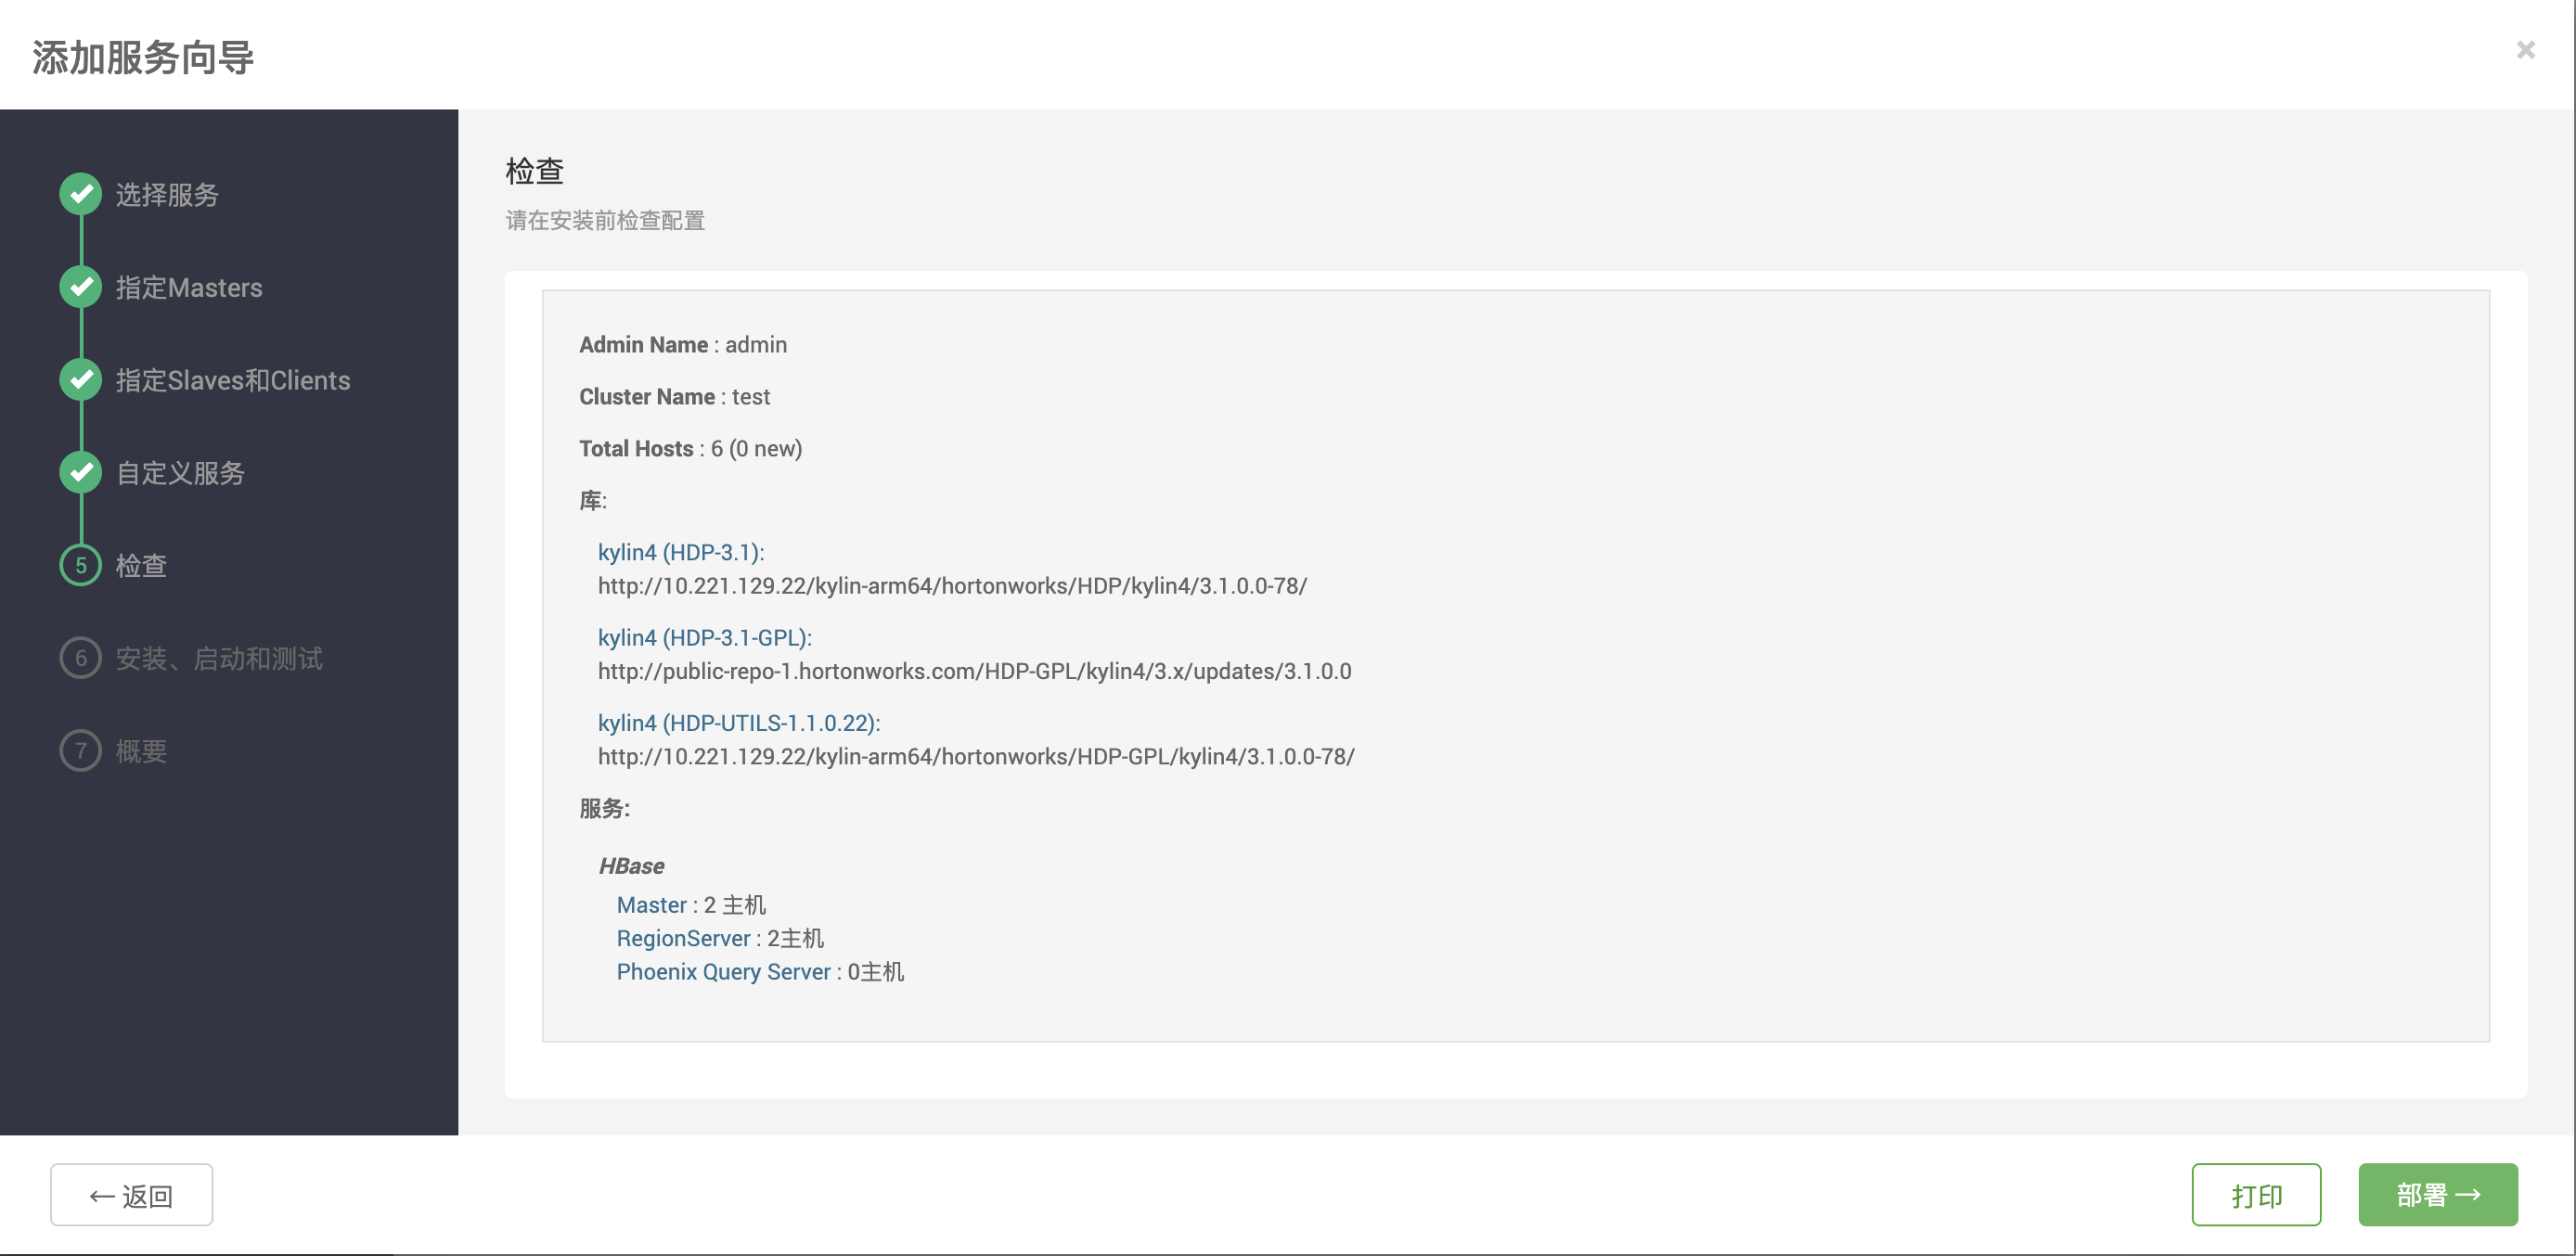 添加服务向导
×
选择服务
指定Masters
指定Slaves和Clients
自定义服务
5 检查
6 安装、启动和测试
7 概要
检查
请在安装前检查配置
Admin Name : admin
Cluster Name : test
Total Hosts : 6 (0 new)
库:
kylin4 (HDP-3.1):
http://10.221.129.22/kylin-arm64/hortonworks/HDP/kylin4/3.1.0.0-78/
kylin4 (HDP-3.1-GPL):
http://public-repo-1.hortonworks.com/HDP-GPL/kylin4/3.x/updates/3.1.0.0
kylin4 (HDP-UTILS-1.1.0.22):
http://10.221.129.22/kylin-arm64/hortonworks/HDP-GPL/kylin4/3.1.0.0-78/
服务:
HBase
Master : 2 主机
RegionServer : 2主机
Phoenix Query Server : 0主机
←返回
打印
部署→